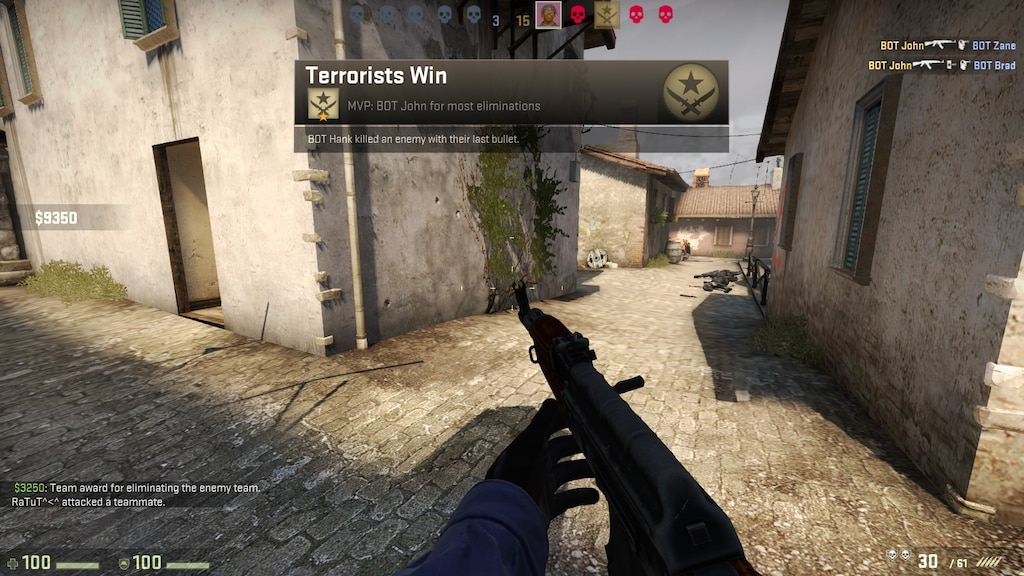 3 15
BOT John BOT Zane
BOT John BOT Brad
Terrorists Win
MVP: BOT John for most eliminations
BOT Hank killed an enemy with their last bullet.
$9350
$3250: Team award for eliminating the enemy team.
RaTuT^<^ attacked a teammate.
100 100
30 / 61